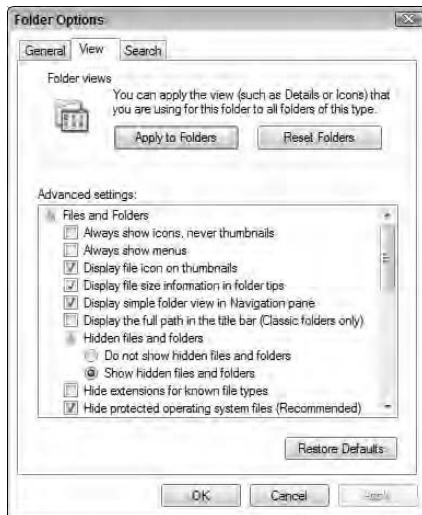 Folder Options
General View Search
Folder views
You can apply the view (such as Details or Icons) that
you are using for this folder to all folders of this type.
Apply to Folders Reset Folders
Advanced settings:
Files and Folders
Always show icons, never thumbnails
Always show menus
Display file icon on thumbnails
Display file size information in folder tips
Display simple folder view in Navigation pane
Display the full path in the title bar (Classic folders only)
Hidden files and folders
Do not show hidden files and folders
Show hidden files and folders
Hide extensions for known file types
Hide protected operating system files (Recommended)
Restore Defaults
OK Cancel Apply